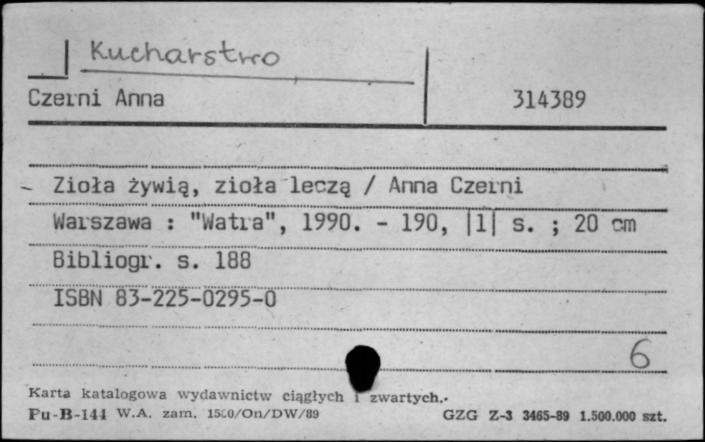 Kucharstwo
Czerni Anna 314389
- Zioła żywią, zioła leczą / Anna Czerni
Warszawa : "Watra", 1990. - 190, |1| s. ; 20 cm
Bibliogr. s. 188
ISBN 83-225-0295-0
6
Karta katalogowa wydawnictw ciągłych i zwartych.
Pu-B-144 W.A. zam. 1500/On/DW/89 GZG Z-3 3465-89 1.500.000 szt.